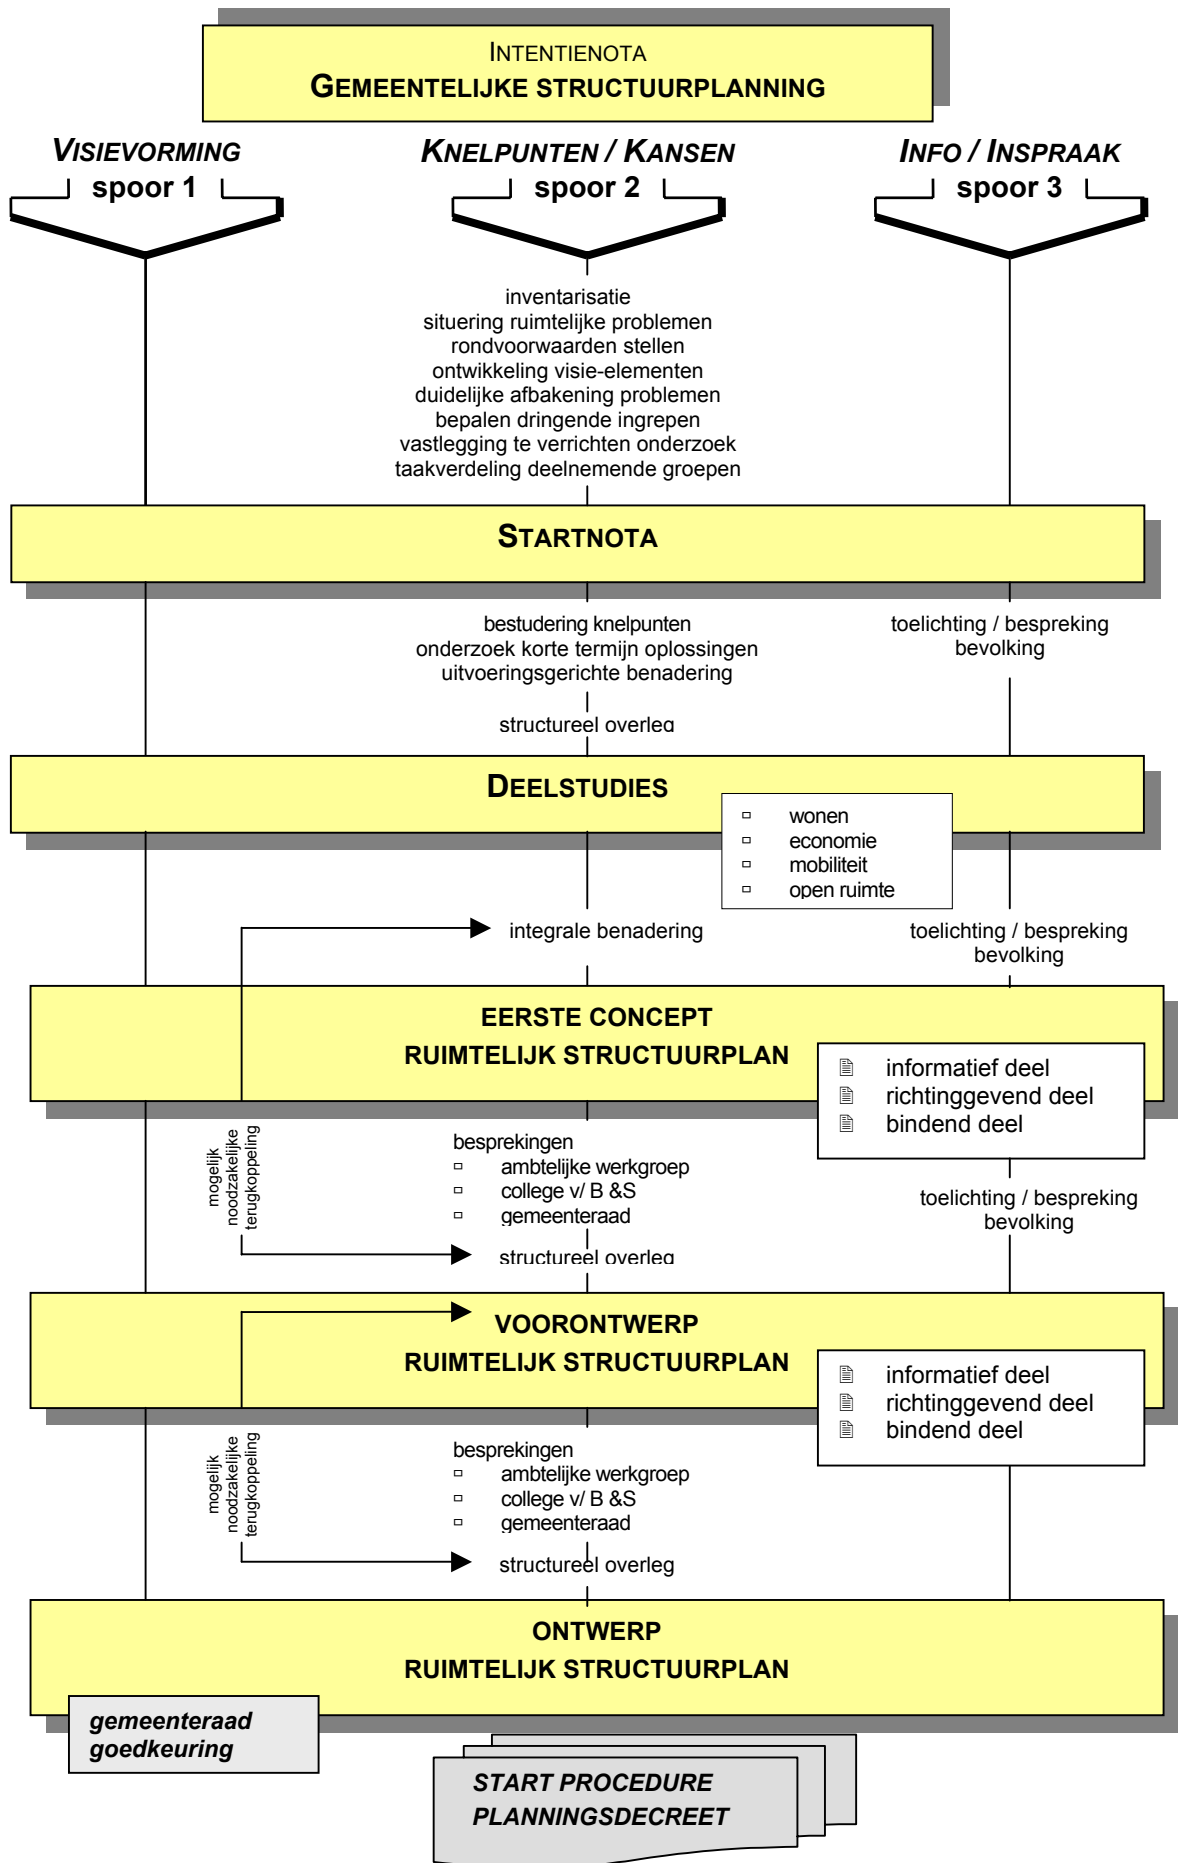 INTENTIENOTA
GEMEENTELIJKE STRUCTUURPLANNING
VISIEVORMING
spoor 1
KNELPUNTEN / KANSEN
spoor 2
INFO / INSPRAAK
spoor 3
inventarisatie
situering ruimtelijke problemen
rondvoorwaarden stellen
ontwikkeling visie-elementen
duidelijke afbakening problemen
bepalen dringende ingrepen
vastlegging te verrichten onderzoek
taakverdeling deelnemende groepen
STARTNOTA
bestudering knelpunten
onderzoek korte termijn oplossingen
uitvoeringsgerichte benadering
structureel overleg
toelichting / bespreking
bevolking
DEELSTUDIES
wonen
economie
mobiliteit
open ruimte
integrale benadering
toelichting / bespreking
bevolking
EERSTE CONCEPT
RUIMTELIJK STRUCTUURPLAN
informatief deel
richtinggevend deel
bindend deel
mogelijk
noodzakelijke
terugkoppeling
besprekingen
ambtelijke werkgroep
college v/ B &S
gemeenteraad
structureel overleg
toelichting / bespreking
bevolking
VOORONTWERP
RUIMTELIJK STRUCTUURPLAN
informatief deel
richtinggevend deel
bindend deel
mogelijk
noodzakelijke
terugkoppeling
besprekingen
ambtelijke werkgroep
college v/ B &S
gemeenteraad
structureel overleg
ONTWERP
RUIMTELIJK STRUCTUURPLAN
gemeenteraad
goedkeuring
START PROCEDURE
PLANNINGSDECREET